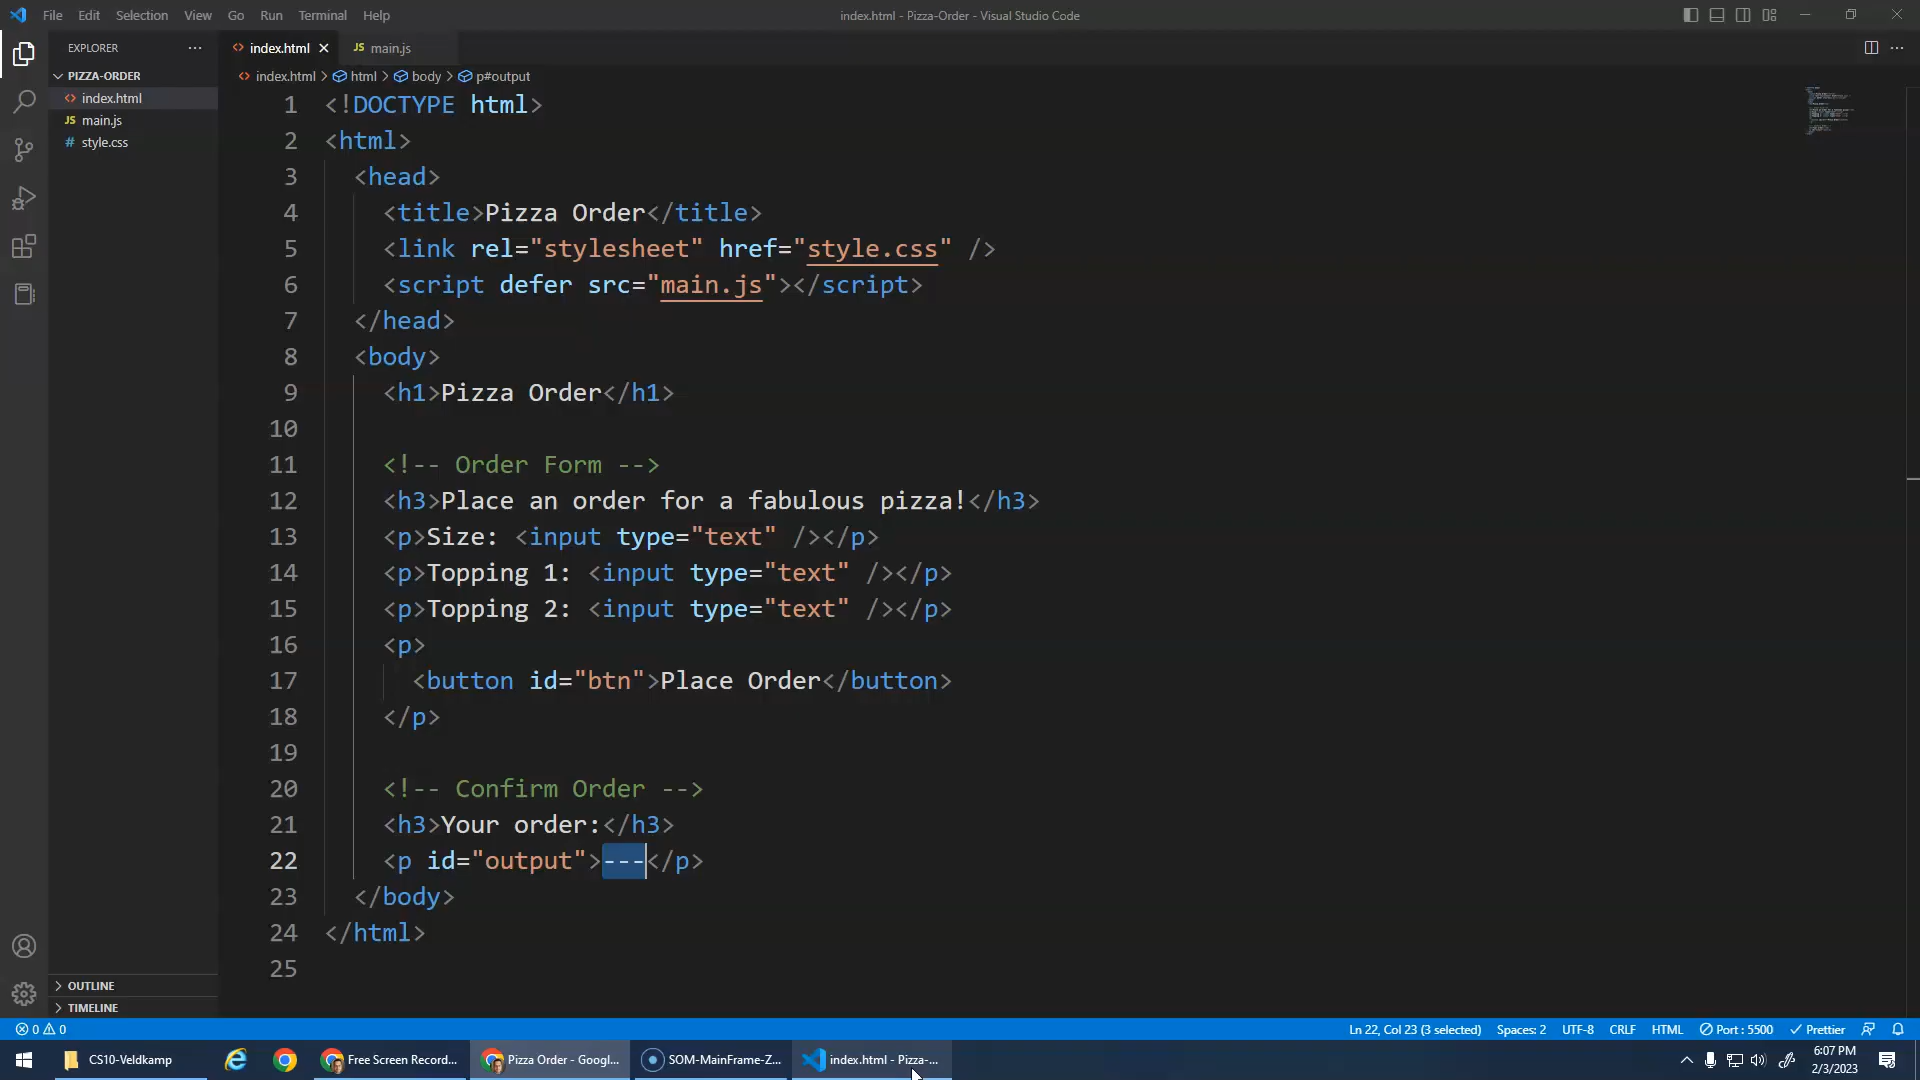 File Edit Selection View Go Run Terminal Help
index.html - Pizza-Order - Visual Studio Code
EXPLORER
PIZZA-ORDER
index.html
JS main.js
# style.css
OUTLINE
TIMELINE
index.html
JS main.js
index.html > html > body > p#output
1 <!DOCTYPE html>
2 <html>
3 <head>
4 <title>Pizza Order</title>
5 <link rel="stylesheet" href="style.css" />
6 <script defer src="main.js"></script>
7 </head>
8 <body>
9 <h1>Pizza Order</h1>
10
11 <!-- Order Form -->
12 <h3>Place an order for a fabulous pizza!</h3>
13 <p>Size: <input type="text" /></p>
14 <p>Topping 1: <input type="text" /></p>
15 <p>Topping 2: <input type="text" /></p>
16 <p>
17 <button id="btn">Place Order</button>
18 </p>
19
20 <!-- Confirm Order -->
21 <h3>Your order:</h3>
22 <p id="output">---</p>
23 </body>
24 </html>
25
0 0
Ln 22, Col 23 (3 selected) Spaces: 2 UTF-8 CRLF HTML Port : 5500 Prettier
CS10-Veldkamp
Free Screen Record...
Pizza Order - Googl...
SOM-MainFrame-Z...
index.html - Pizza-...
6:07 PM
2/3/2023